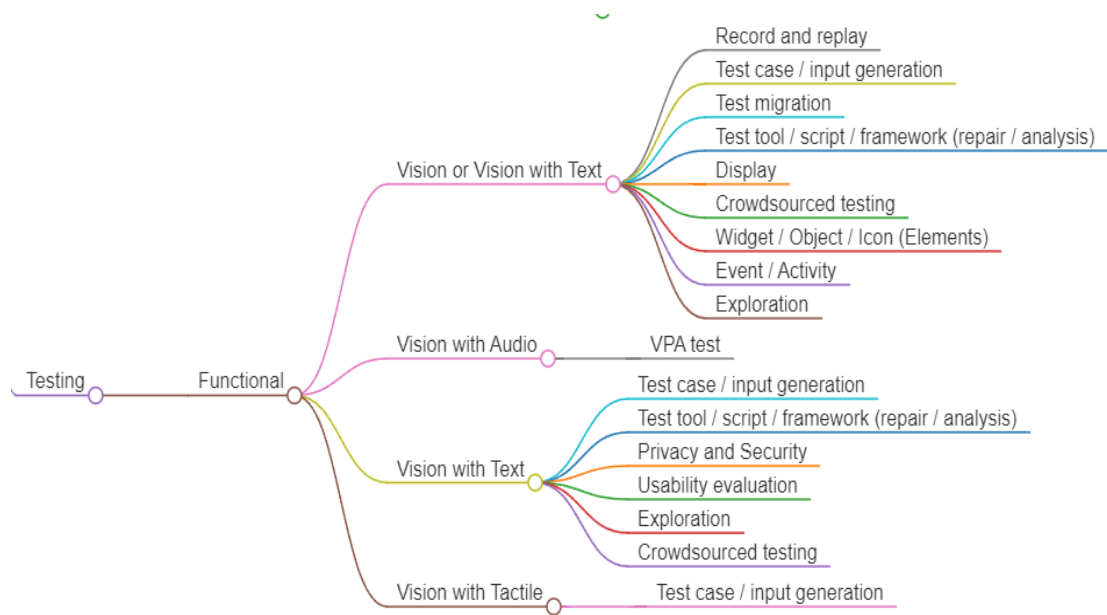 Record and replay
Test case / input generation
Test migration
Test tool / script / framework (repair / analysis)
Vision or Vision with Text
Display
Crowdsourced testing
Widget / Object / Icon (Elements)
Event / Activity
Exploration
Vision with Audio
VPA test
Testing
Functional
Test case / input generation
Test tool / script / framework (repair / analysis)
Privacy and Security
Vision with Text
Usability evaluation
Exploration
Crowdsourced testing
Vision with Tactile
Test case / input generation